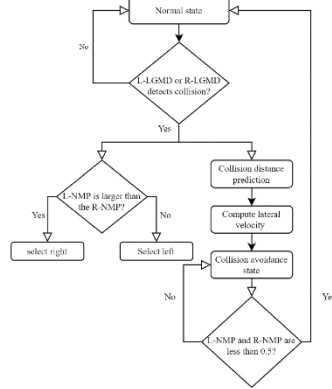 Normal state
No
L-LGMD or R-LGMD
detects collision?
Yes
L-NMP is larger than
the R-NMP?
Yes
No
select right
Select left
Collision distance
prediction
Compute lateral
velocity
Collision avoidance
state
No
Ye
L-NMP and R-NMP are
less than 0.5?